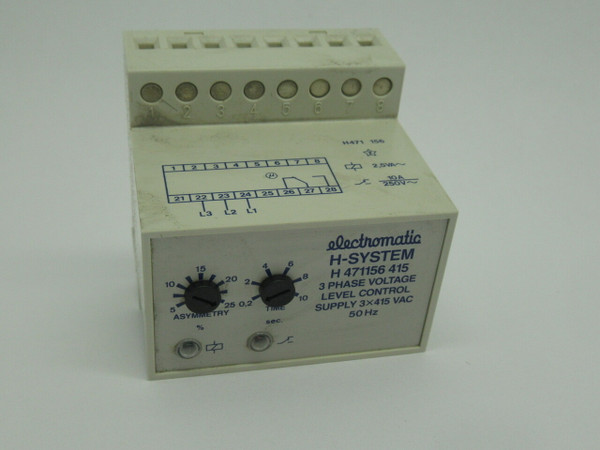 1 2 3 4 5 6 7 8
H471 156
1 2 3 4 5 6 7 8
2,5VA~
10A
250V~
21 22 23 24 25 26 27 28
L3 L2 L1
electromatic
H-SYSTEM
H 471156 415
3 PHASE VOLTAGE
LEVEL CONTROL
SUPPLY 3×415 VAC
50 Hz
5 10 15 20 25
ASYMMETRY
%
0,2 2 4 6 8 10
TIME
sec.